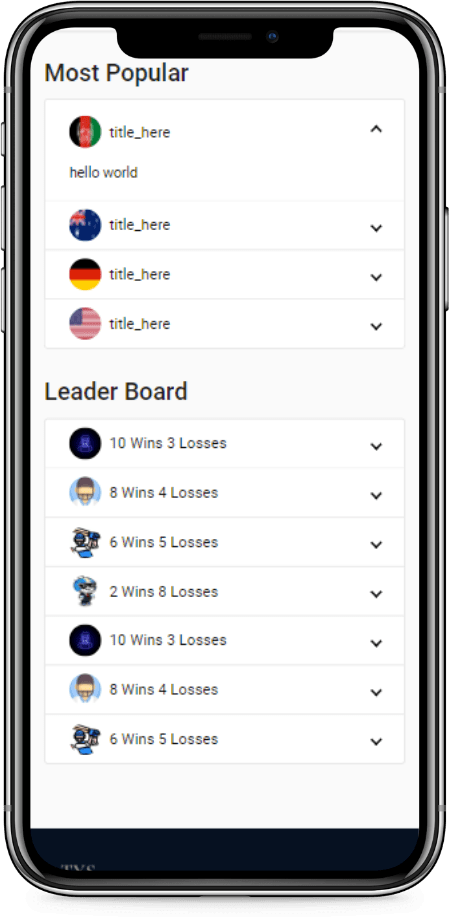 Most Popular
title_here
hello world
title_here
title_here
title_here
Leader Board
10 Wins 3 Losses
8 Wins 4 Losses
6 Wins 5 Losses
2 Wins 8 Losses
10 Wins 3 Losses
8 Wins 4 Losses
6 Wins 5 Losses